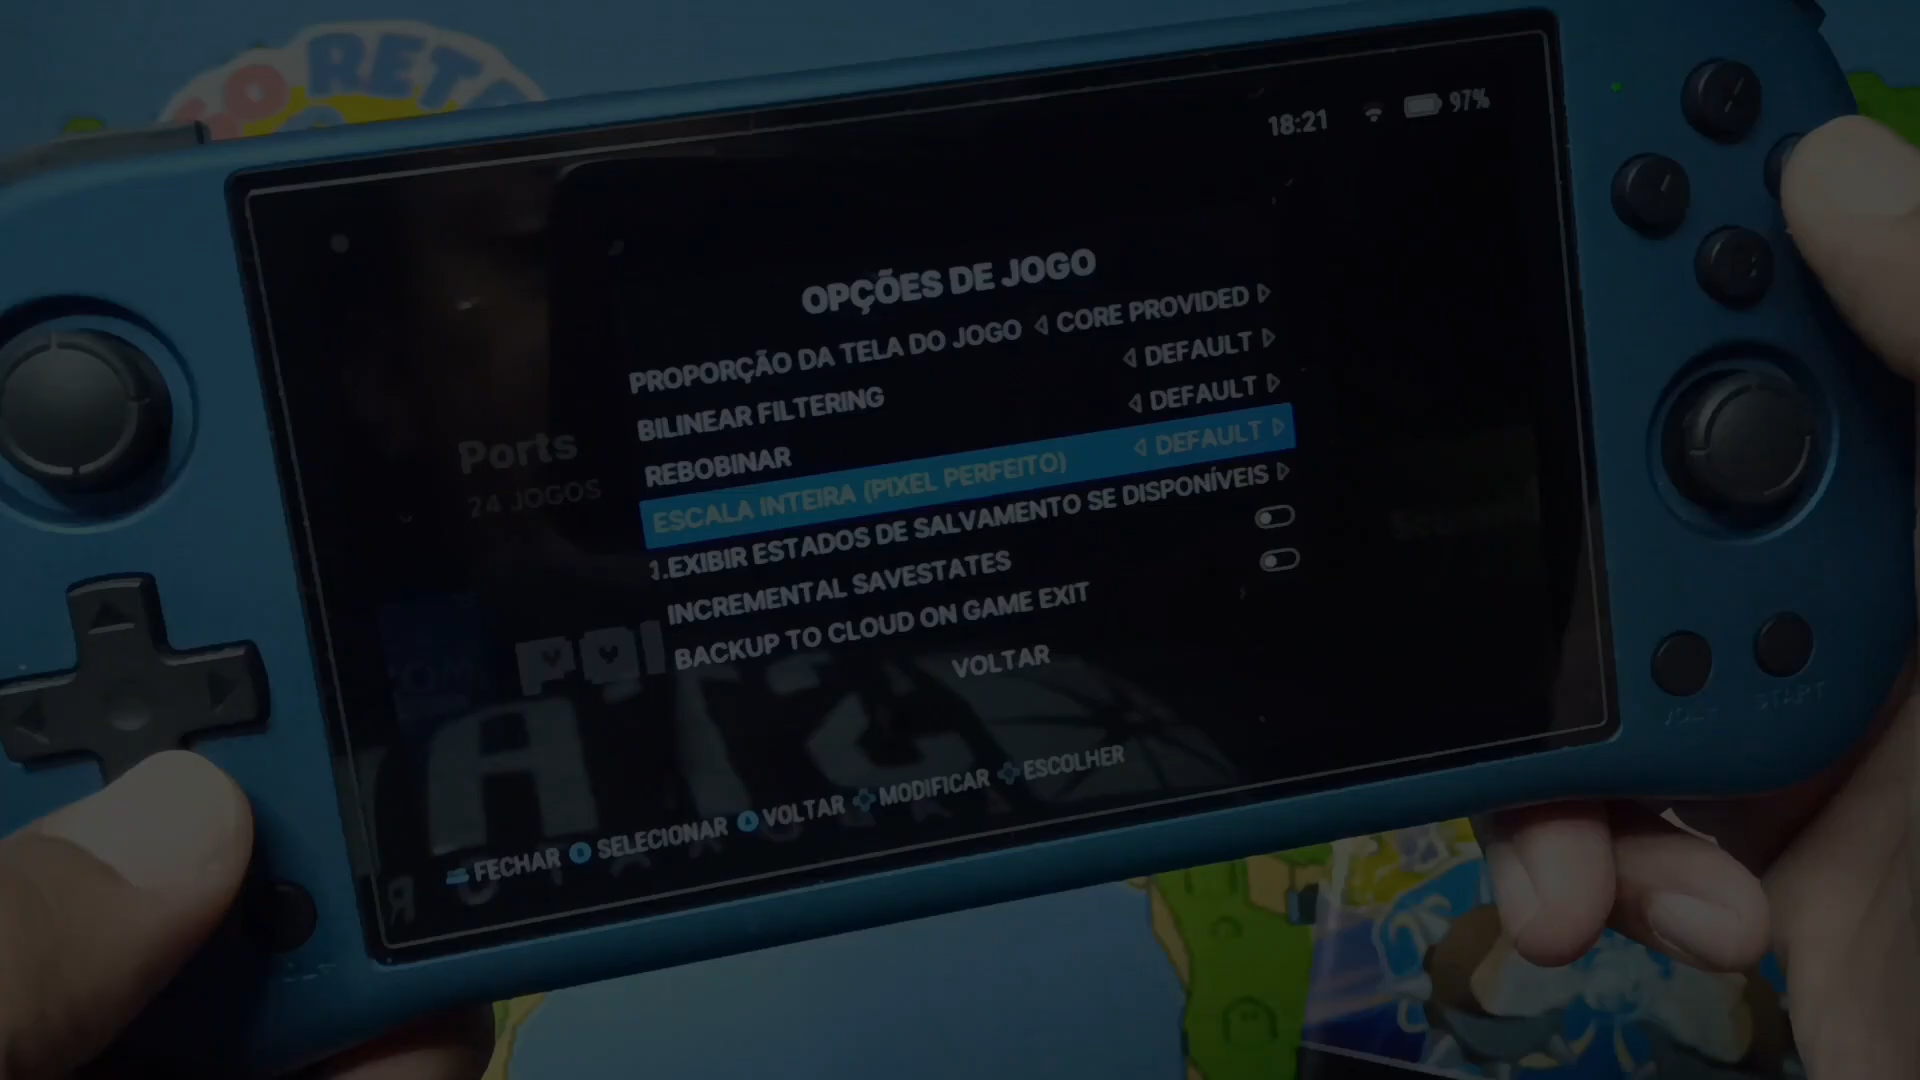 18:21 97%
OPÇÕES DE JOGO
PROPORÇÃO DA TELA DO JOGO CORE PROVIDED
BILINEAR FILTERING DEFAULT
REBOBINAR DEFAULT
ESCALA INTEIRA (PIXEL PERFEITO) DEFAULT
1.EXIBIR ESTADOS DE SALVAMENTO SE DISPONÍVEIS
INCREMENTAL SAVESTATES
BACKUP TO CLOUD ON GAME EXIT
VOLTAR
Ports
24 JOGOS
FECHAR SELECIONAR VOLTAR MODIFICAR ESCOLHER
START